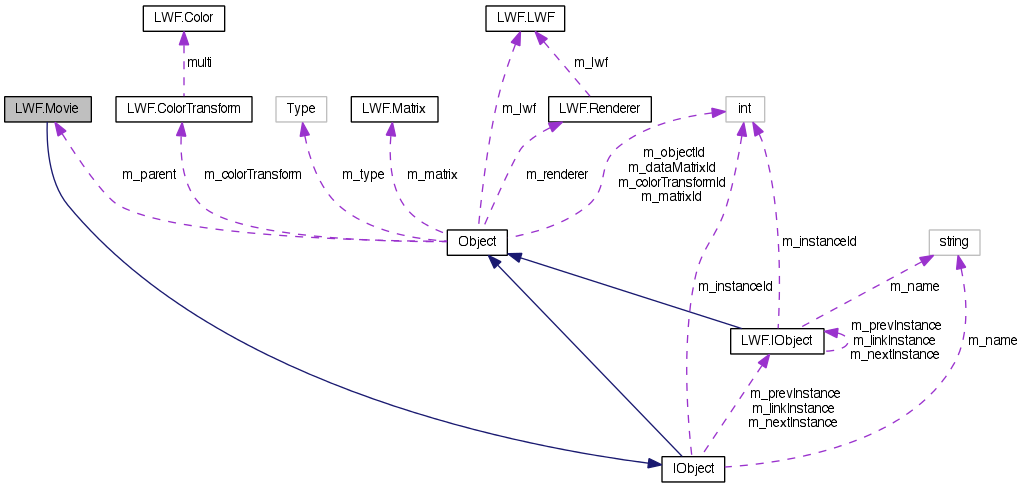 LWF.Color
LWF.LWF
multi
m_lwf
LWF.Movie
LWF.ColorTransform
Type
LWF.Matrix
m_lwf
LWF.Renderer
int
m_parent
m_colorTransform
m_type
m_matrix
m_renderer
m_objectId
m_dataMatrixId
m_colorTransformId
m_matrixId
Object
m_instanceId
string
m_instanceId
m_name
LWF.IObject
m_prevInstance
m_linkInstance
m_nextInstance
m_name
m_prevInstance
m_linkInstance
m_nextInstance
IObject